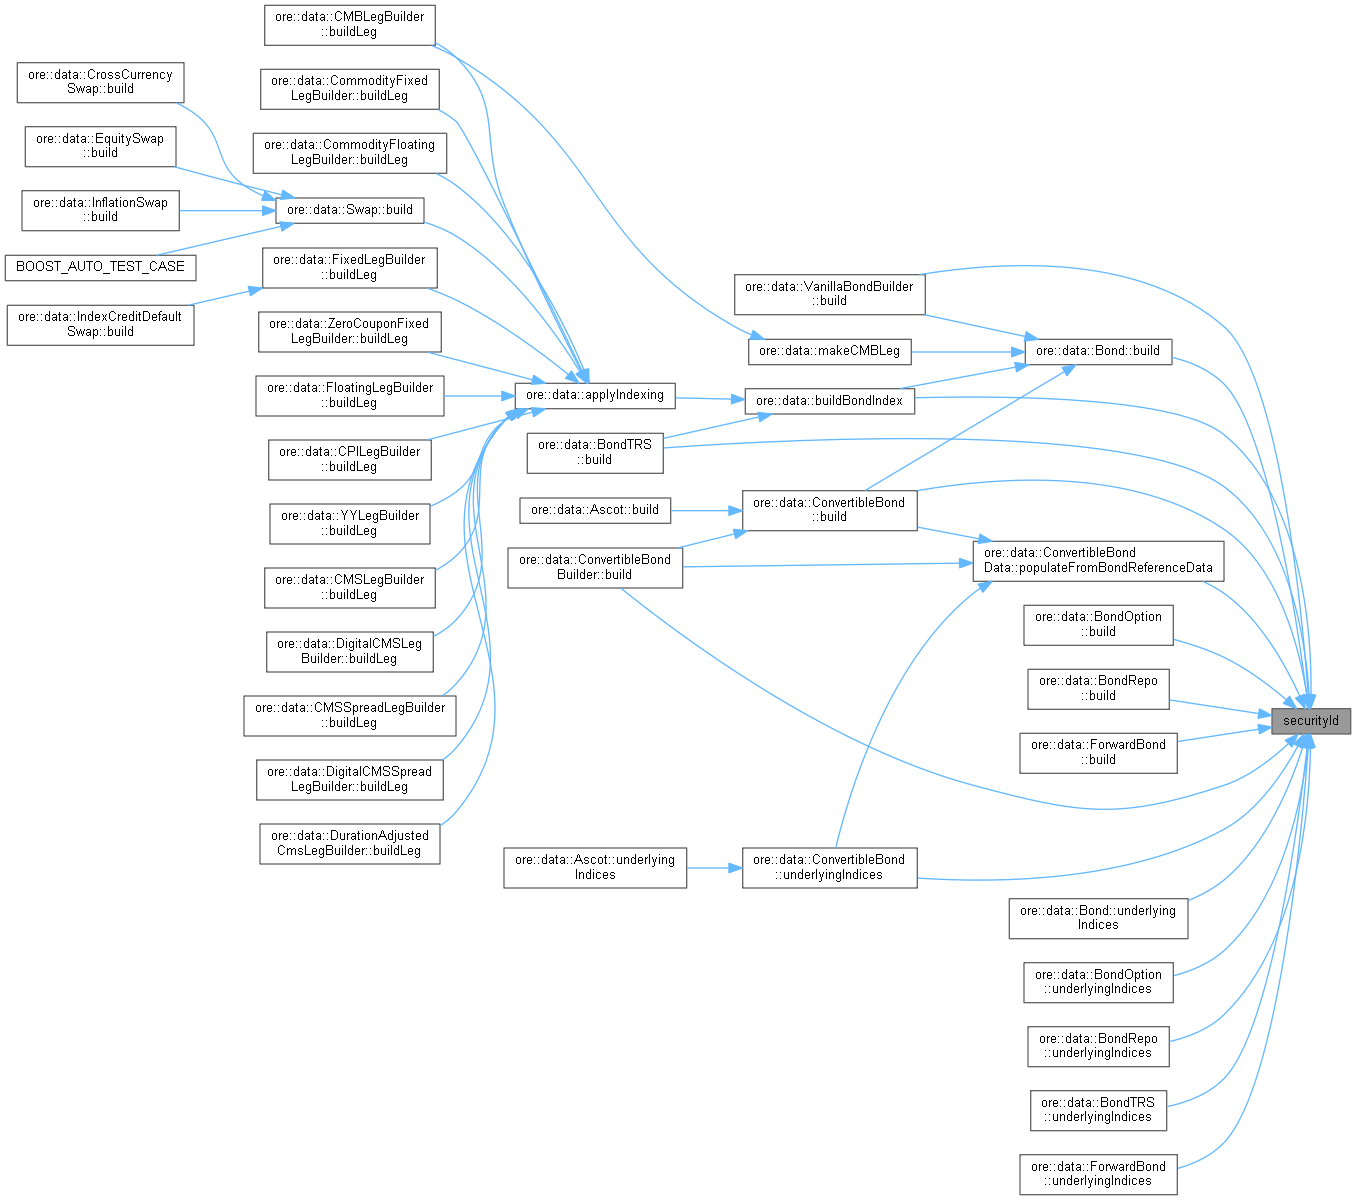 ore::data::CMBLegBuilder
::buildLeg
ore::data::CrossCurrency
Swap::build
ore::data::CommodityFixed
LegBuilder::buildLeg
ore::data::EquitySwap
::build
ore::data::CommodityFloating
LegBuilder::buildLeg
ore::data::InflationSwap
::build
ore::data::Swap::build
BOOST_AUTO_TEST_CASE
ore::data::FixedLegBuilder
::buildLeg
ore::data::IndexCreditDefault
Swap::build
ore::data::ZeroCouponFixed
LegBuilder::buildLeg
ore::data::FloatingLegBuilder
::buildLeg
ore::data::CPILegBuilder
::buildLeg
ore::data::YYLegBuilder
::buildLeg
ore::data::CMSLegBuilder
::buildLeg
ore::data::DigitalCMSLeg
Builder::buildLeg
ore::data::CMSSpreadLegBuilder
::buildLeg
ore::data::DigitalCMSSpread
LegBuilder::buildLeg
ore::data::DurationAdjusted
CmsLegBuilder::buildLeg
ore::data::applyIndexing
ore::data::BondTRS
::build
ore::data::Ascot::build
ore::data::ConvertibleBond
Builder::build
ore::data::Ascot::underlying
Indices
ore::data::VanillaBondBuilder
::build
ore::data::makeCMBLeg
ore::data::buildBondIndex
ore::data::ConvertibleBond
::build
ore::data::ConvertibleBond
::underlyingIndices
ore::data::Bond::build
ore::data::ConvertibleBond
Data::populateFromBondReferenceData
ore::data::BondOption
::build
ore::data::BondRepo
::build
ore::data::ForwardBond
::build
ore::data::Bond::underlying
Indices
ore::data::BondOption
::underlyingIndices
ore::data::BondRepo
::underlyingIndices
ore::data::BondTRS
::underlyingIndices
ore::data::ForwardBond
::underlyingIndices
securityId